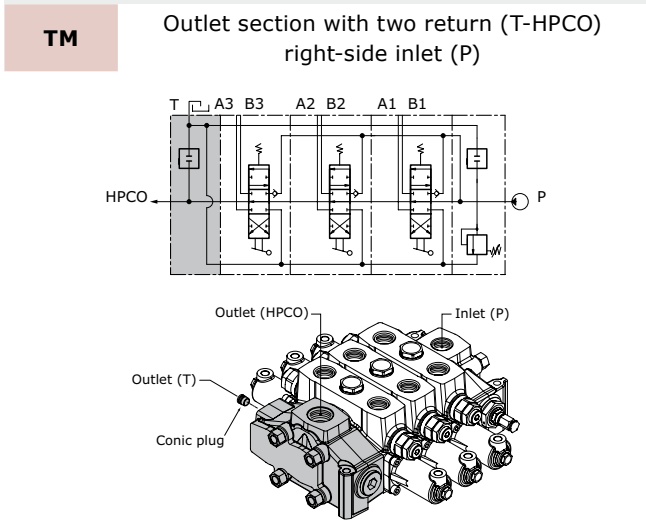 TM
Outlet section with two return (T-HPCO)
right-side inlet (P)
T A3 B3 A2 B2 A1 B1
HPCO P
Outlet (HPCO) Inlet (P)
Outlet (T)
Conic plug